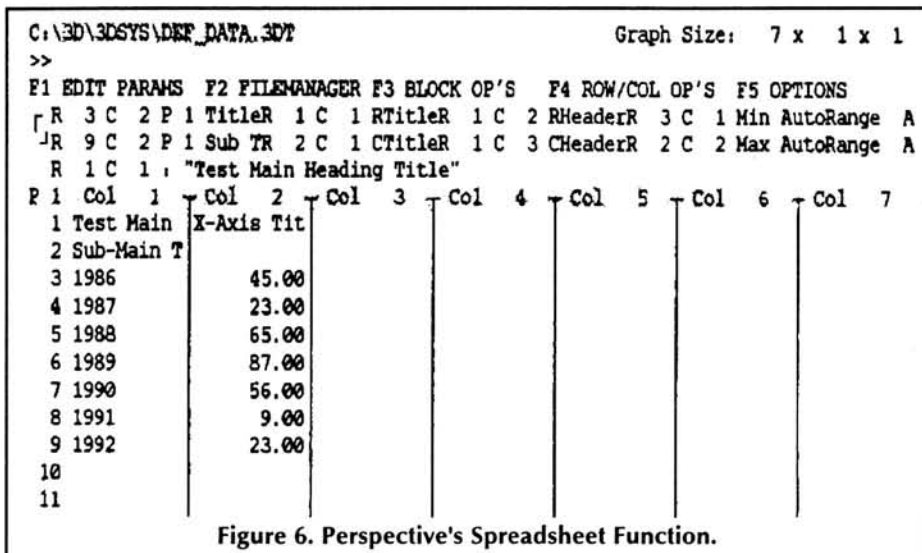 C:\3D\3DSYS\DEF_DATA.3DT Graph Size: 7 x 1 x 1
>>
F1 EDIT PARAMS F2 FILEMANAGER F3 BLOCK OP'S F4 ROW/COL OP'S F5 OPTIONS
R 3 C 2 P 1 TitleR 1 C 1 RTitleR 1 C 2 RHeaderR 3 C 1 Min AutoRange A
R 9 C 2 P 1 Sub TR 2 C 1 CTitleR 1 C 3 CHeaderR 2 C 2 Max AutoRange A
R 1 C 1 : "Test Main Heading Title"
P 1 Col 1 Col 2 Col 3 Col 4 Col 5 Col 6 Col 7
1 Test Main X-Axis Tit
2 Sub-Main T
3 1986 45.00
4 1987 23.00
5 1988 65.00
6 1989 87.00
7 1990 56.00
8 1991 9.00
9 1992 23.00
10
11
Figure 6. Perspective's Spreadsheet Function.